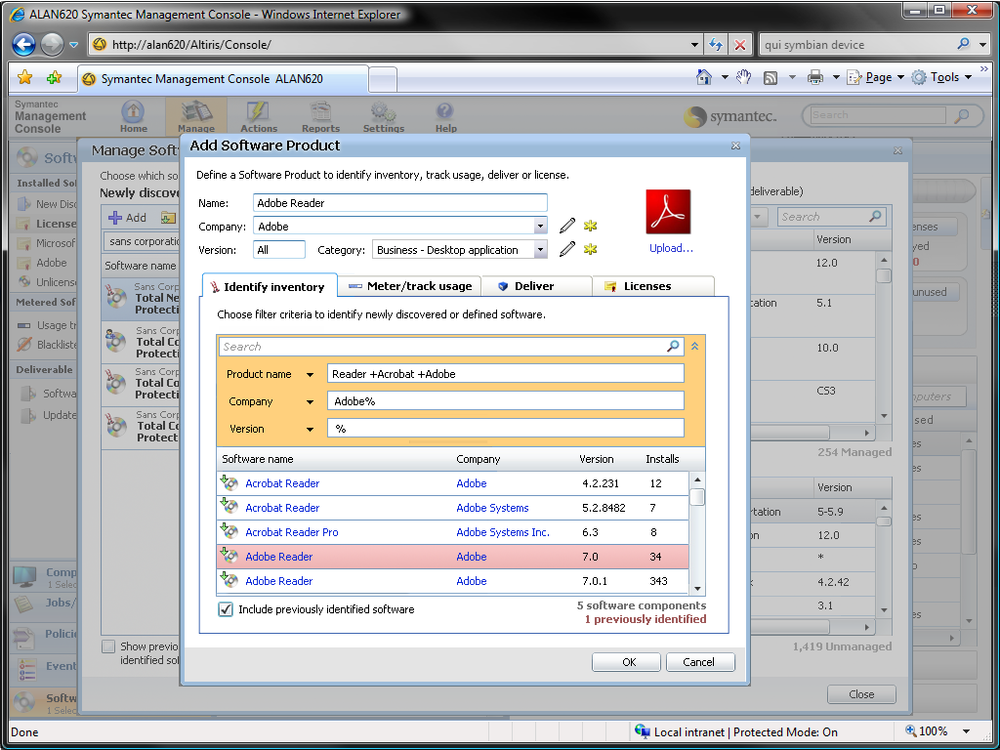 ALAN620 Symantec Management Console - Windows Internet Explorer
http://alan620/Altiris/Console/
qui symbian device
Symantec Management Console  ALAN620
Page
Tools
Symantec
Management
Console
Home
Manage
Actions
Reports
Settings
Help
symantec.
Search
Softw
Manage Soft
Add Software Product
Installed Sof
New Disc
License
Microsof
Adobe
Unlicens
Metered Soft
Usage tr
Blackliste
Deliverable
Softwa
Update
Choose which so
Newly discove
Add
sans corporatio
Software name
Sans Corp
Total Ne
Protecti
Sans Corp
Total Co
Protecti
Sans Corp
Total Co
Protecti
Sans Corp
Total Co
Protecti
Define a Software Product to identify inventory, track usage, deliver or license.
Name:
Adobe Reader
Company:
Adobe
Version:
All
Category:
Business - Desktop application
Upload...
Identify inventory
Meter/track usage
Deliver
Licenses
Choose filter criteria to identify newly discovered or defined software.
Search
Product name
Reader +Acrobat +Adobe
Company
Adobe%
Version
%
Software name Company Version Installs
Acrobat Reader Adobe 4.2.231 12
Acrobat Reader Adobe Systems 5.2.8482 7
Acrobat Reader Pro Adobe Systems Inc. 6.3 8
Adobe Reader Adobe 7.0 34
Adobe Reader Adobe 7.0.1 343
Include previously identified software
5 software components
1 previously identified
OK
Cancel
deliverable)
Search
Version
12.0
ation 5.1
10.0
CS3
254 Managed
Version
rtation 5-5.9
on 12.0
*
4.2.42
3.1
1,419 Unmanaged
enses
yed
0
unused
mputers
sed
Comp
1 Selec
Jobs/
Policie
Event
Softw
1 Selec
Show previo
identified sof
Close
Done
Local intranet | Protected Mode: On
100%